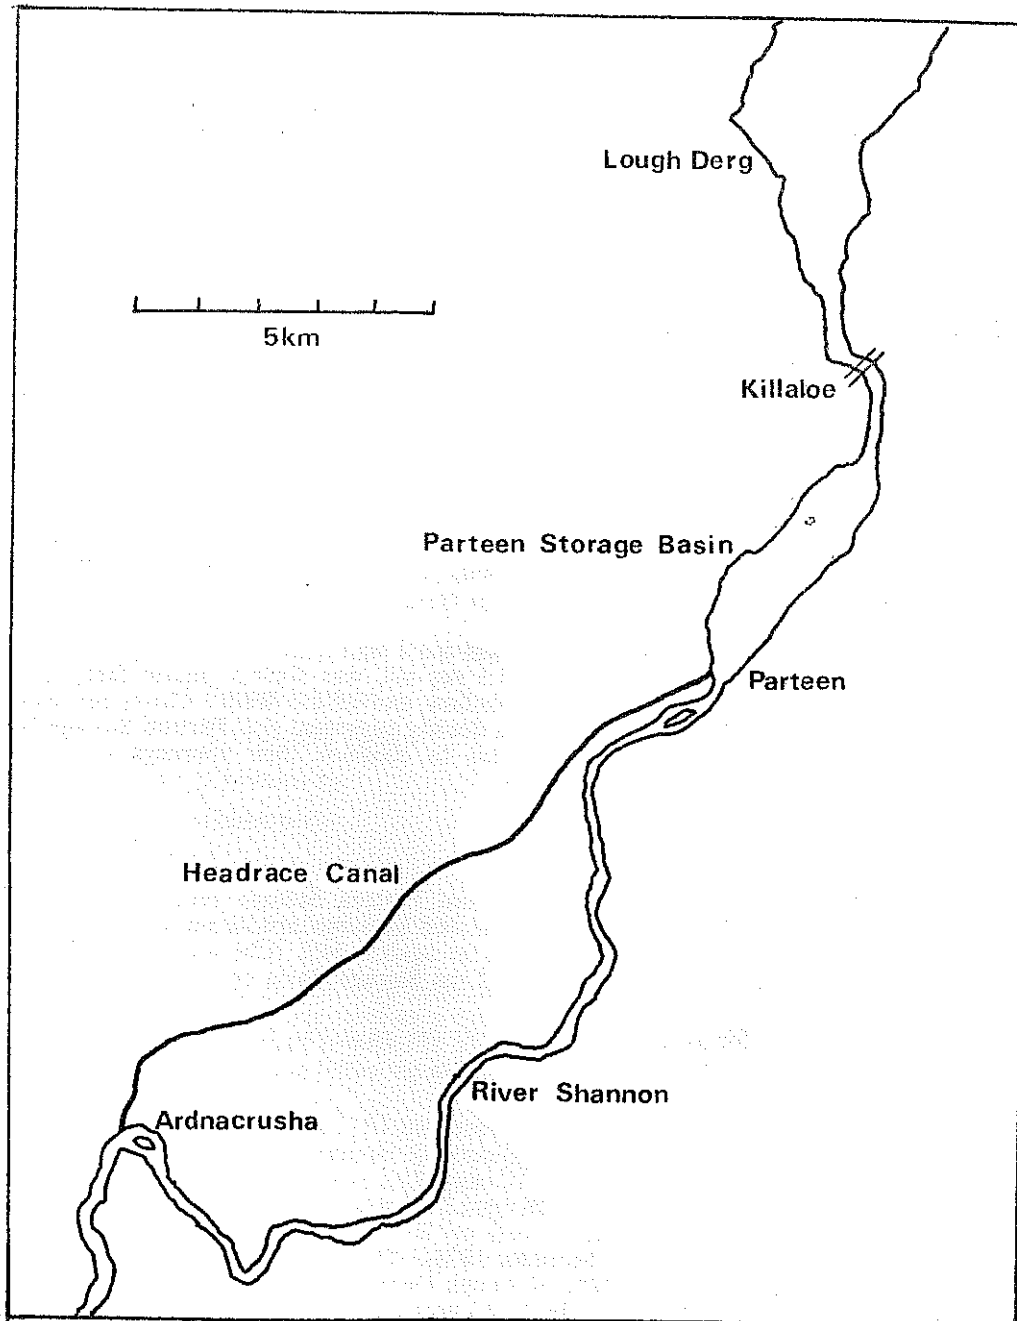 Lough Derg
5km
Killaloe
Parteen Storage Basin
Parteen
Headrace Canal
River Shannon
Ardnacrusha